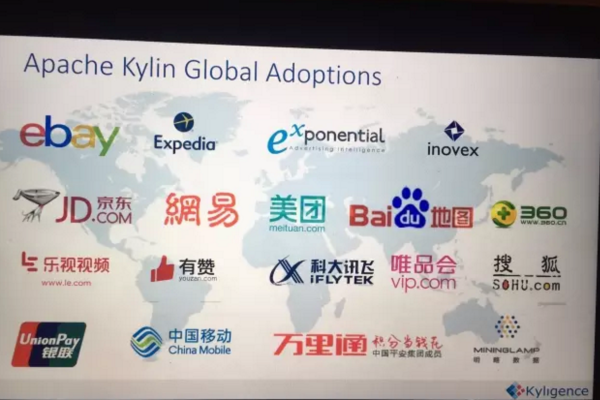 Apache Kylin Global Adoptions
ebay
Expedia
exponential
advertising intelligence
inovex
JD.京东
.COM
網易
美团
meituan.com
Bai du 地图
360
www.360.cn
乐视视频
www.le.com
有赞
youzan.com
科大讯飞
iFLYTEK
唯品会
vip.com
搜狐
SOHU.com
UnionPay
银联
中国移动
China Mobile
万里通
积分当钱花
中国平安集团成员
MININGLAMP
明略数据
Kyligence